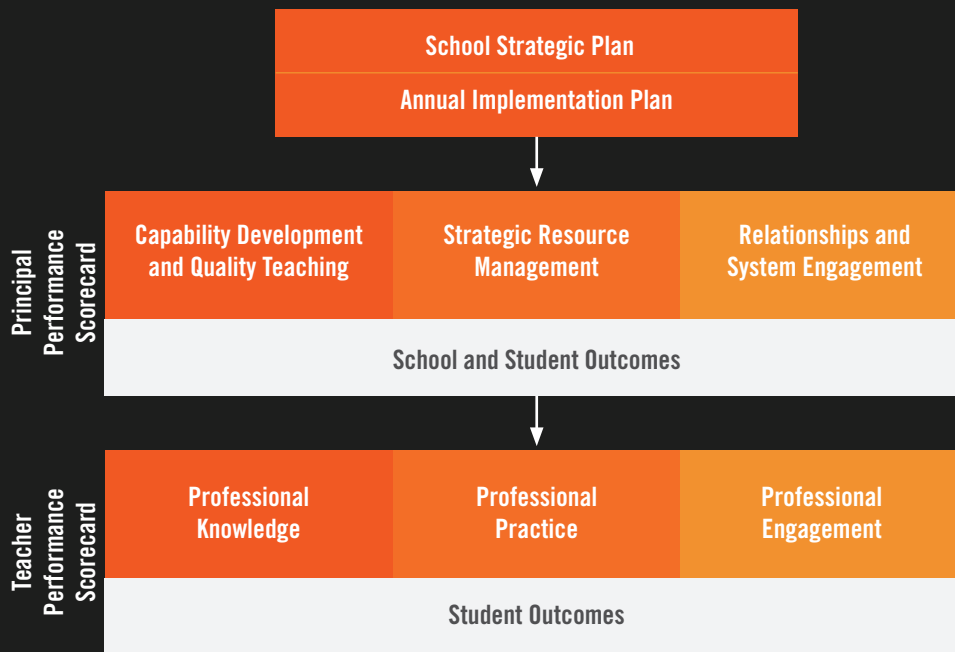 School Strategic Plan
Annual Implementation Plan
Principal
Performance
Scorecard
Capability Development
and Quality Teaching
Strategic Resource
Management
Relationships and
System Engagement
School and Student Outcomes
Teacher
Performance
Scorecard
Professional
Knowledge
Professional
Practice
Professional
Engagement
Student Outcomes